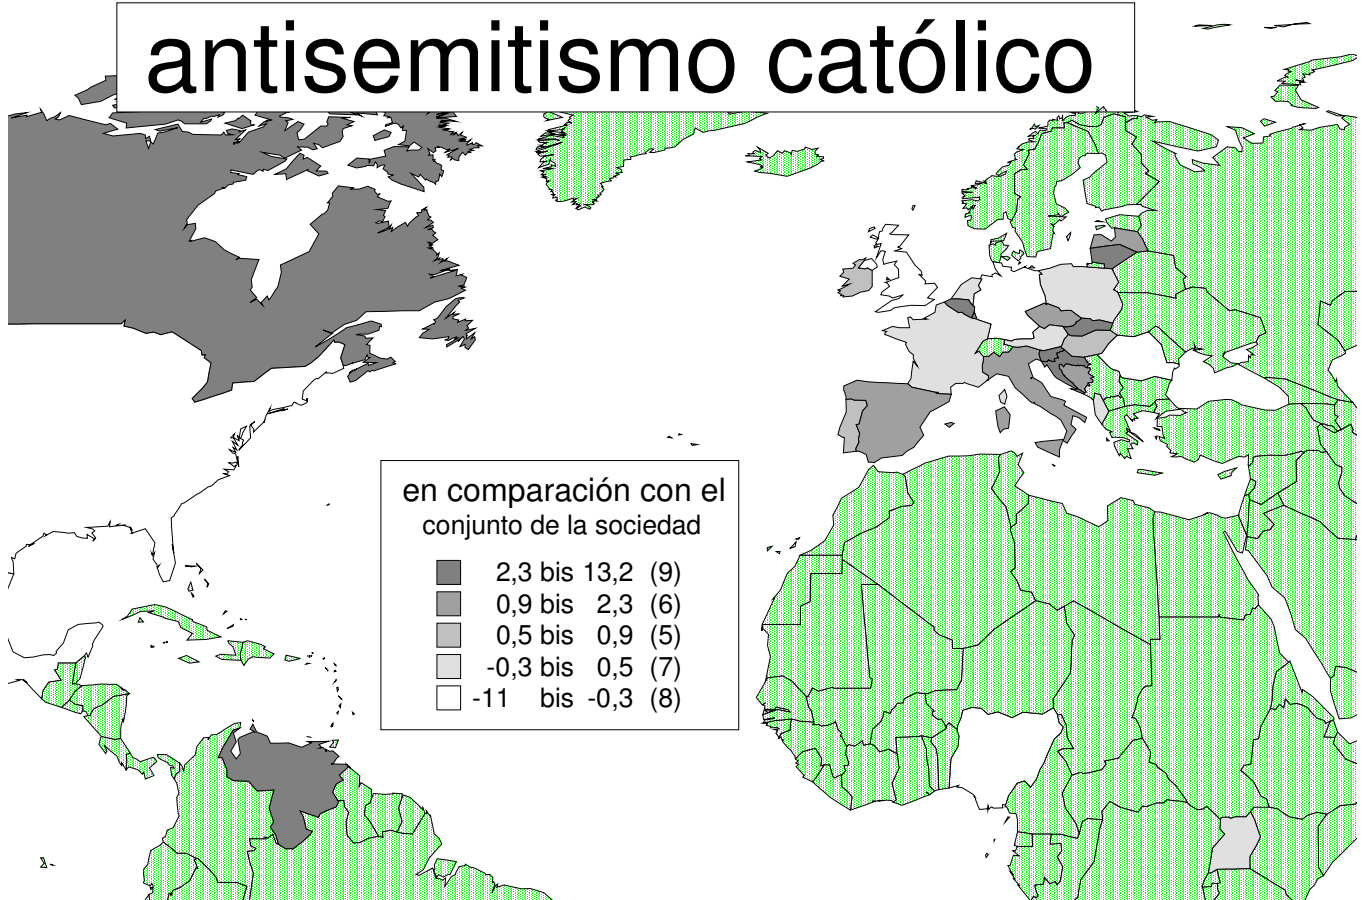 antisemitismo católico
en comparación con el
conjunto de la sociedad
2,3 bis 13,2 (9)
0,9 bis 2,3 (6)
0,5 bis 0,9 (5)
-0,3 bis 0,5 (7)
-11 bis -0,3 (8)